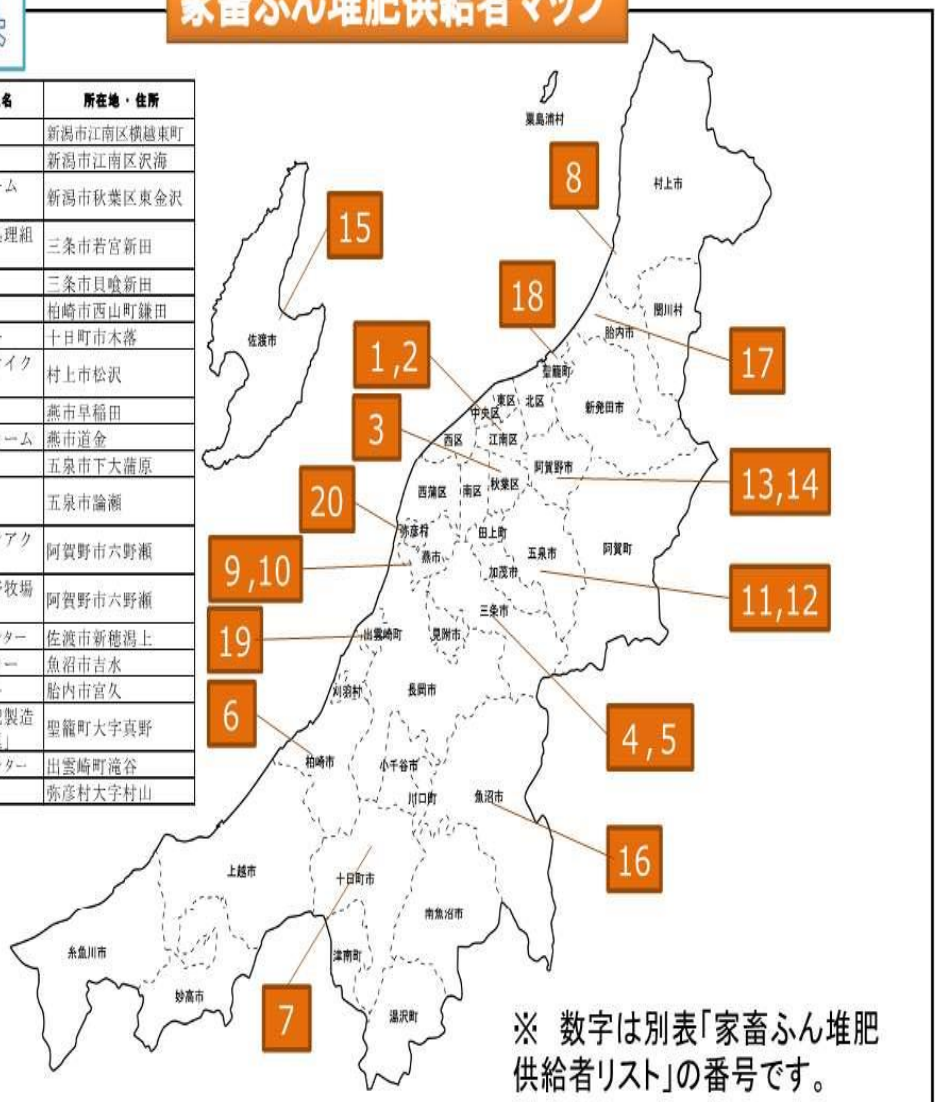 家畜ふん堆肥供給者マップ
名 所在地・住所
新潟市江南区横越東町
新潟市江南区沢海
ーム 新潟市秋葉区東金沢
処理組 三条市若宮新田
三条市貝喰新田
柏崎市西山町鎌田
ー 十日町市木落
サイク 村上市松沢
燕市早稲田
ーム 燕市道金
五泉市下大蒲原
五泉市論瀬
アク 阿賀野市六野瀬
牧場 阿賀野市六野瀬
ター 佐渡市新穂潟上
ー 魚沼市吉水
ー 胎内市宮久
製造 聖籠町大字真野
」
ター 出雲崎町滝谷
弥彦村大字村山
粟島浦村
8
村上市
15
18
関川村
胎内市
佐渡市
1,2
聖籠町
17
東区 北区
中央区
新発田市
3
西区
江南区
阿賀野市
13,14
西蒲区
南区
秋葉区
20
弥彦村
田上町
燕市
五泉市
阿賀町
9,10
加茂市
11,12
三条市
19
出雲崎町
見附市
刈羽村
長岡市
6
4,5
柏崎市
小千谷市
川口町
魚沼市
16
上越市
十日町市
南魚沼市
糸魚川市
津南町
妙高市
7
湯沢町
※ 数字は別表「家畜ふん堆肥
供給者リスト」の番号です。